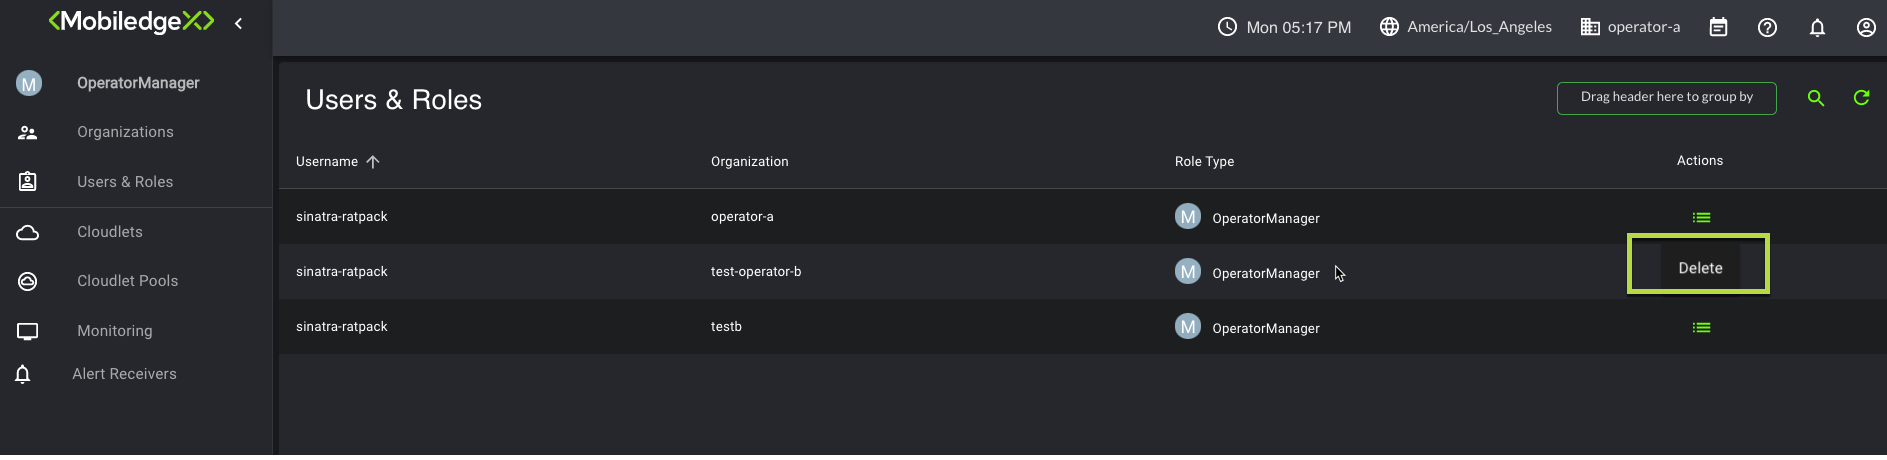 <MobiledgeX>
Mon 05:17 PM America/Los_Angeles operator-a
M OperatorManager
Organizations
Users & Roles
Cloudlets
Cloudlet Pools
Monitoring
Alert Receivers
Users & Roles
Drag header here to group by
Username Organization Role Type Actions
sinatra-ratpack operator-a M OperatorManager
sinatra-ratpack test-operator-b M OperatorManager Delete
sinatra-ratpack testb M OperatorManager